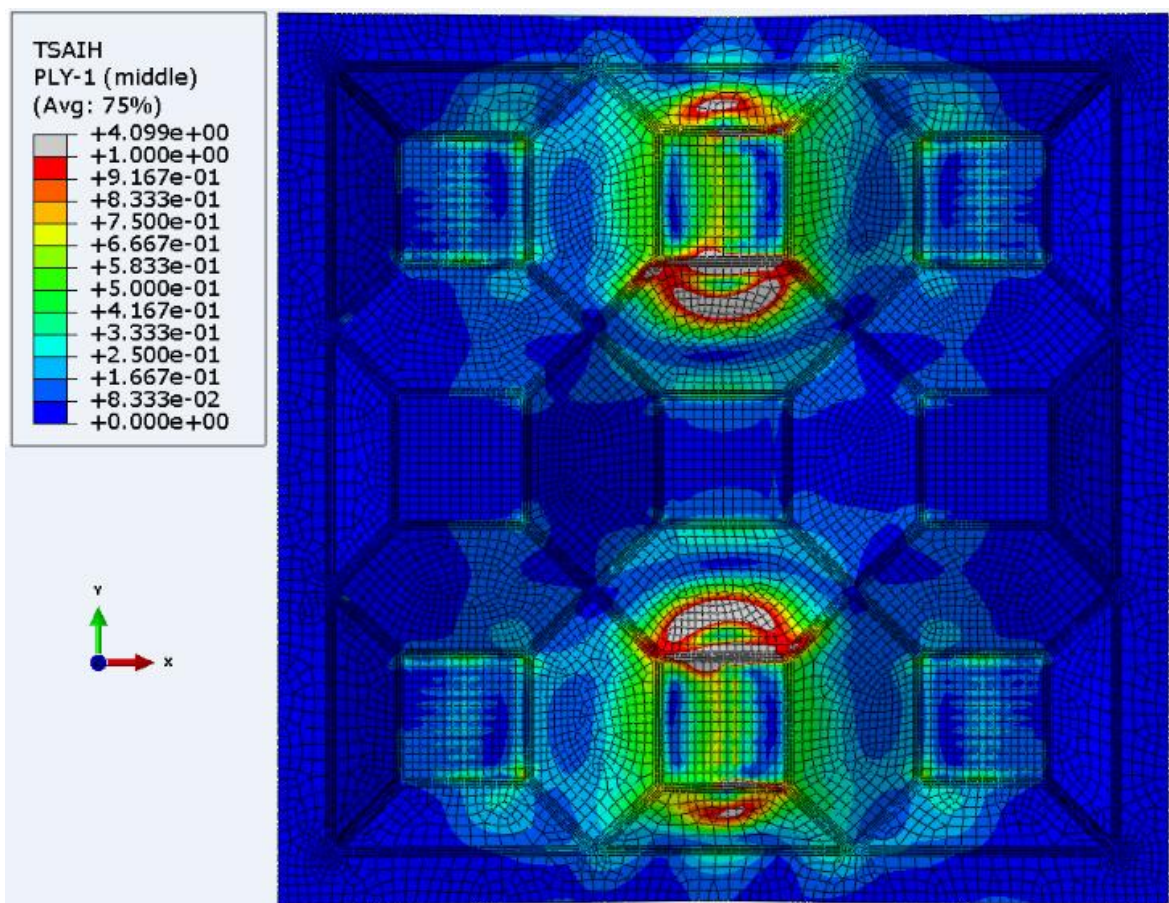 TSAIH
PLY-1 (middle)
(Avg: 75%)
+4.099e+00
+1.000e+00
+9.167e-01
+8.333e-01
+7.500e-01
+6.667e-01
+5.833e-01
+5.000e-01
+4.167e-01
+3.333e-01
+2.500e-01
+1.667e-01
+8.333e-02
+0.000e+00
Y
X